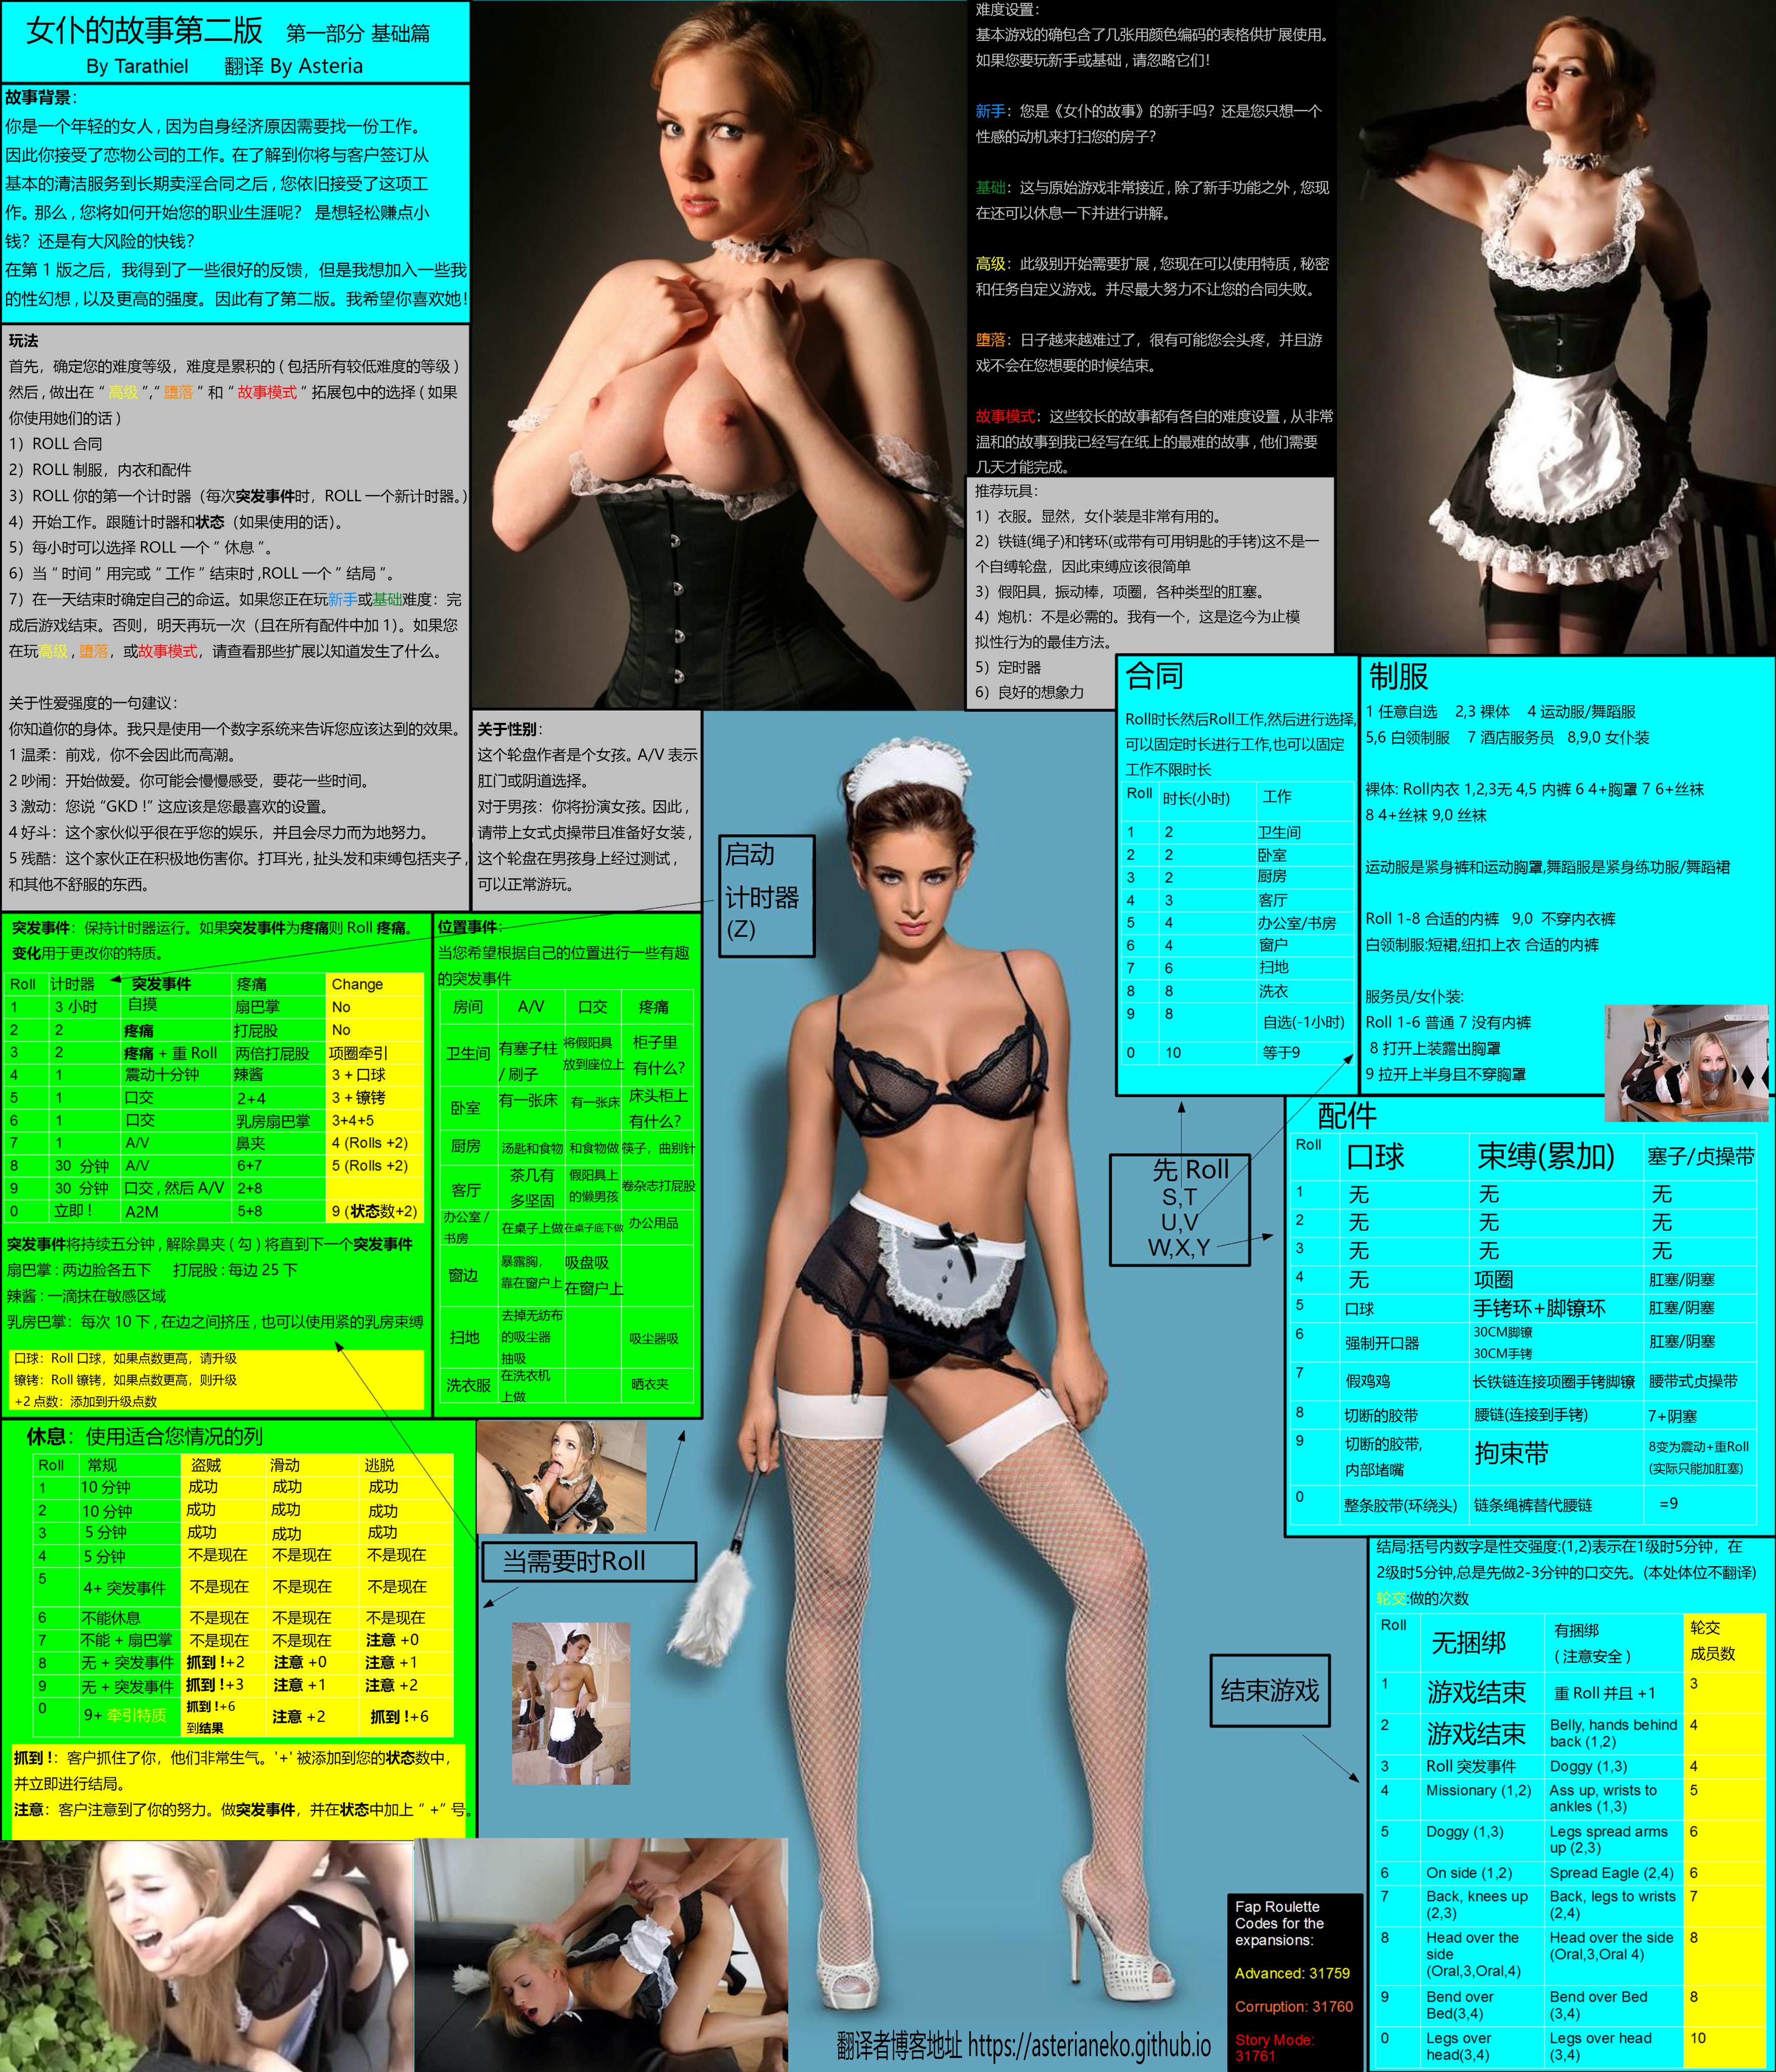 女仆的故事第二版 第一部分 基础篇
By Tarathiel 翻译 By Asteria
故事背景：
你是一个年轻的女人，因为自身经济原因需要找一份工作。
因此你接受了恋物公司的工作。在了解到你将与客户签订从
基本的清洁服务到长期卖淫合同之后，您依旧接受了这项工
作。那么，您将如何开始您的职业生涯呢？ 是想轻松赚点小
钱？还是有大风险的快钱？
在第 1 版之后，我得到了一些很好的反馈，但是我想加入一些我
的性幻想，以及更高的强度。因此有了第二版。我希望你喜欢她！
玩法
首先，确定您的难度等级，难度是累积的（包括所有较低难度的等级）
然后，做出在 “ 高级 ”,“ 堕落 ” 和 “ 故事模式 ” 拓展包中的选择（如果
你使用她们的话）
1）ROLL 合同
2）ROLL 制服，内衣和配件
3）ROLL 你的第一个计时器（每次突发事件时，ROLL 一个新计时器。）
4）开始工作。跟随计时器和状态（如果使用的话）。
5）每小时可以选择 ROLL 一个 ” 休息 ”。
6）当 “ 时间 ” 用完或 “ 工作 ” 结束时 ,ROLL 一个 “ 结局 ”。
7）在一天结束时确定自己的命运。如果您正在玩新手或基础难度：完
成后游戏结束。否则，明天再玩一次（且在所有配件中加 1）。如果您
在玩高级，堕落，或故事模式，请查看那些扩展以知道发生了什么。
关于性爱强度的一句建议：
你知道你的身体。我只是使用一个数字系统来告诉您应该达到的效果。
1 温柔：前戏，你不会因此而高潮。
2 吵闹：开始做爱。你可能会慢慢感受，要花一些时间。
3 激动：您说 “GKD！” 这应该是您最喜欢的设置。
4 好斗：这个家伙似乎很在乎您的娱乐，并且会尽力而为地努力。
5 残酷：这个家伙正在积极地伤害你。打耳光，扯头发和束缚包括夹子，
和其他不舒服的东西。
关于性别：
这个轮盘作者是个女孩。A/V 表示
肛门或阴道选择。
对于男孩：你将扮演女孩。因此，
请带上女式贞操带且准备好女装，
这个轮盘在男孩身上经过测试，
可以正常游玩。
难度设置：
基本游戏的确包含了几张用颜色编码的表格供扩展使用。
如果您要玩新手或基础，请忽略它们！
新手：您是《女仆的故事》的新手吗？还是您只想一个
性感的动机来打扫您的房子？
基础：这与原始游戏非常接近，除了新手功能之外，您现
在还可以休息一下并进行讲解。
高级：此级别开始需要扩展，您现在可以使用特质，秘密
和任务自定义游戏。并尽最大努力不让您的合同失败。
堕落：日子越来越难过了，很有可能您会头疼，并且游
戏不会在您想要的时候结束。
故事模式：这些较长的故事都有各自的难度设置，从非常
温和的故事到我已经写在纸上的最难的故事，他们需要
几天才能完成。
推荐玩具：
1）衣服。显然，女仆装是非常有用的。
2）铁链(绳子)和铐环(或带有可用钥匙的手铐)这不是一
个自缚轮盘，因此束缚应该很简单
3）假阳具，振动棒，项圈，各种类型的肛塞。
4）炮机：不是必需的。我有一个，这是迄今为止模
拟性行为的最佳方法。
5）定时器
6）良好的想象力
合同
Roll时长然后Roll工作,然后进行选择,
可以固定时长进行工作,也可以固定
工作不限时长
Roll 时长(小时) 工作
1 2 卫生间
2 2 卧室
3 2 厨房
4 3 客厅
5 4 办公室/书房
6 4 窗户
7 6 扫地
8 8 洗衣
9 8 自选(-1小时)
0 10 等于9
制服
1 任意自选 2,3 裸体 4 运动服/舞蹈服
5,6 白领制服 7 酒店服务员 8,9,0 女仆装
裸体: Roll内衣 1,2,3无 4,5 内裤 6 4+胸罩 7 6+丝袜
8 4+丝袜 9,0 丝袜
运动服是紧身裤和运动胸罩,舞蹈服是紧身练功服/舞蹈裙
Roll 1-8 合适的内裤 9,0 不穿内衣裤
白领制服:短裙,纽扣上衣 合适的内裤
服务员/女仆装:
Roll 1-6 普通 7 没有内裤
8 打开上装露出胸罩
9 拉开上半身且不穿胸罩
启动
计时器
(Z)
突发事件：保持计时器运行。如果突发事件为疼痛则 Roll 疼痛。
变化用于更改你的特质。
Roll 计时器 突发事件 疼痛 Change
1 3 小时 自摸 扇巴掌 No
2 2 疼痛 打屁股 No
3 2 疼痛 + 重 Roll 两倍打屁股 项圈牵引
4 1 震动十分钟 辣酱 3 + 口球
5 1 口交 2+4 3 + 镣铐
6 1 口交 乳房扇巴掌 3+4+5
7 1 A/V 鼻夹 4 (Rolls +2)
8 30 分钟 A/V 6+7 5 (Rolls +2)
9 30 分钟 口交，然后 A/V 2+8
0 立即！ A2M 5+8 9 (状态数+2)
突发事件将持续五分钟，解除鼻夹（勾）将直到下一个突发事件
扇巴掌：两边脸各五下 打屁股：每边 25 下
辣酱：一滴抹在敏感区域
乳房巴掌：每次 10 下，在边之间挤压，也可以使用紧的乳房束缚
口球：Roll 口球，如果点数更高，请升级
镣铐：Roll 镣铐，如果点数更高，则升级
+2 点数：添加到升级点数
位置事件：
当您希望根据自己的位置进行一些有趣
的突发事件
房间 A/V 口交 疼痛
卫生间 有塞子柱/ 刷子 将假阳具放到座位上 柜子里有什么？
卧室 有一张床 有一张床 床头柜上有什么？
厨房 汤匙和食物 和食物做 筷子，曲别针
客厅 茶几有多坚固 假阳具上的懒男孩 卷杂志打屁股
办公室 / 书房 在桌子上做 在桌子底下做 办公用品
窗边 暴露胸，靠在窗户上 吸盘吸在窗户上
扫地 去掉无纺布的吸尘器抽吸 吸尘器吸
洗衣服 在洗衣机上做 晒衣夹
先 Roll
S,T
U,V
W,X,Y
配件
Roll 口球 束缚(累加) 塞子/贞操带
1 无 无 无
2 无 无 无
3 无 无 无
4 无 项圈 肛塞/阴塞
5 口球 手铐环+脚镣环 肛塞/阴塞
6 强制开口器 30CM脚镣 30CM手铐 肛塞/阴塞
7 假鸡鸡 长铁链连接项圈手铐脚镣 腰带式贞操带
8 切断的胶带 腰链(连接到手铐) 7+阴塞
9 切断的胶带,内部堵嘴 拘束带 8变为震动+重Roll (实际只能加肛塞)
0 整条胶带(环绕头) 链条绳裤替代腰链 =9
休息：使用适合您情况的列
Roll 常规 盗贼 滑动 逃脱
1 10 分钟 成功 成功 成功
2 10 分钟 成功 成功 成功
3 5 分钟 成功 成功 成功
4 5 分钟 不是现在 不是现在 不是现在
5 4+ 突发事件 不是现在 不是现在 不是现在
6 不能休息 不是现在 不是现在 不是现在
7 不能 + 扇巴掌 不是现在 不是现在 注意 +0
8 无 + 突发事件 抓到！+2 注意 +0 注意 +1
9 无 + 突发事件 抓到！+3 注意 +1 注意 +2
0 9+ 牵引特质 抓到！+6 到结果 注意 +2 抓到！+6
抓到！：客户抓住了你，他们非常生气。'+' 被添加到您的状态数中，
并立即进行结局。
注意：客户注意到了你的努力。做突发事件，并在状态中加上 “ +” 号。
当需要时Roll
结束游戏
结局:括号内数字是性交强度:(1,2)表示在1级时5分钟，在
2级时5分钟,总是先做2-3分钟的口交先。(本处体位不翻译)
轮交:做的次数
Roll 无捆绑 有捆绑（注意安全） 轮交成员数
1 游戏结束 重 Roll 并且 +1 3
2 游戏结束 Belly, hands behind back (1,2) 4
3 Roll 突发事件 Doggy (1,3) 4
4 Missionary (1,2) Ass up, wrists to ankles (1,3) 5
5 Doggy (1,3) Legs spread arms up (2,3) 6
6 On side (1,2) Spread Eagle (2,4) 6
7 Back, knees up (2,3) Back, legs to wrists (2,4) 7
8 Head over the side (Oral,3,Oral,4) Head over the side (Oral,3,Oral 4) 8
9 Bend over Bed(3,4) Bend over Bed (3,4) 8
0 Legs over head(3,4) Legs over head (3,4) 10
Fap Roulette
Codes for the
expansions:
Advanced: 31759
Corruption: 31760
Story Mode:
31761
翻译者博客地址 https://asterianeko.github.io